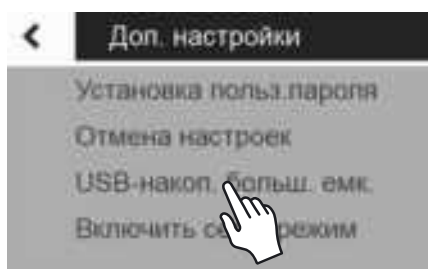 Доп. настройки
Установка польз.пароля
Отмена настроек
USB-накоп. больш. емк.
Включить режим